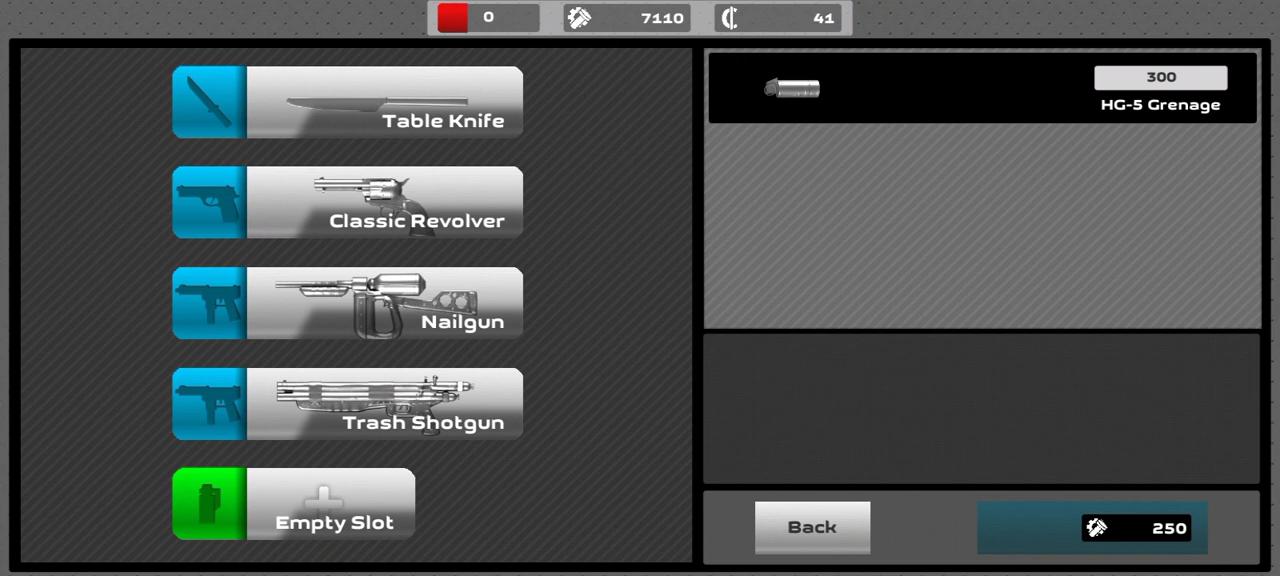 0
7110
41
Table Knife
Classic Revolver
Nailgun
Trash Shotgun
Empty Slot
300
HG-5 Grenage
Back
250